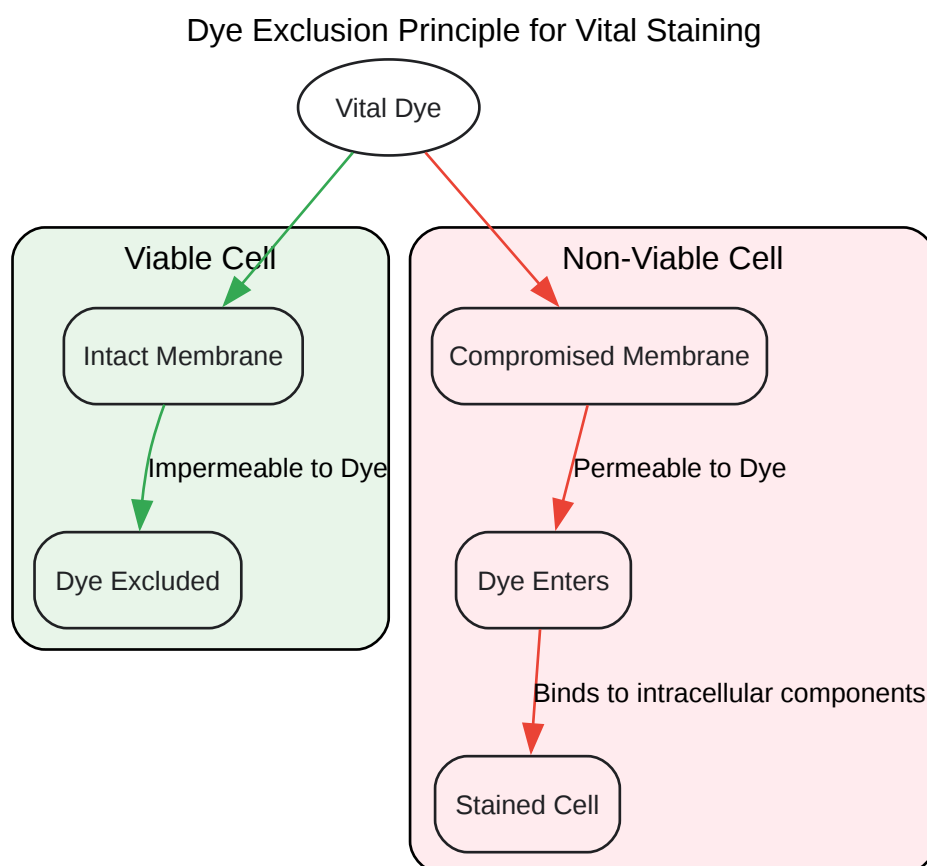 Dye Exclusion Principle for Vital Staining
Vital Dye
Viable Cell
Intact Membrane
Impermeable to Dye
Dye Excluded
Non-Viable Cell
Compromised Membrane
Permeable to Dye
Dye Enters
Binds to intracellular components
Stained Cell